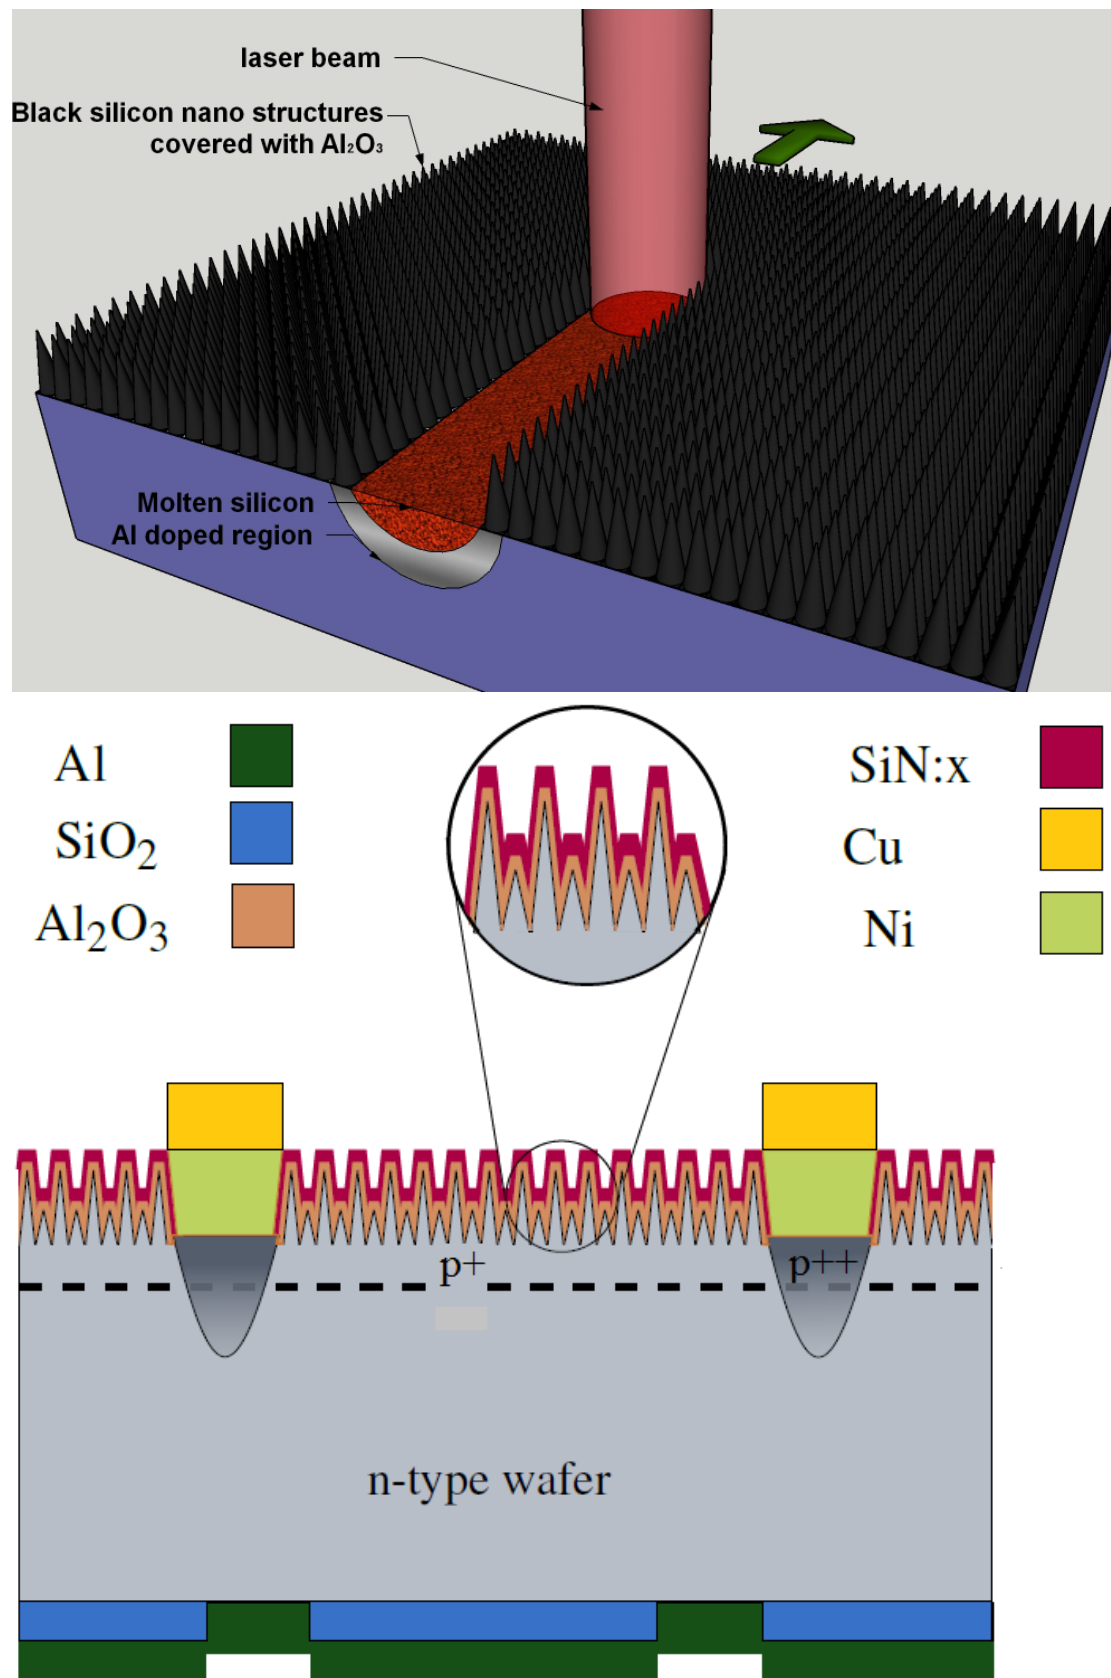 laser beam
Black silicon nano structures
covered with Al₂O₃
Molten silicon
Al doped region
Al
SiO₂
Al₂O₃
SiN:x
Cu
Ni
p+
p++
n-type wafer